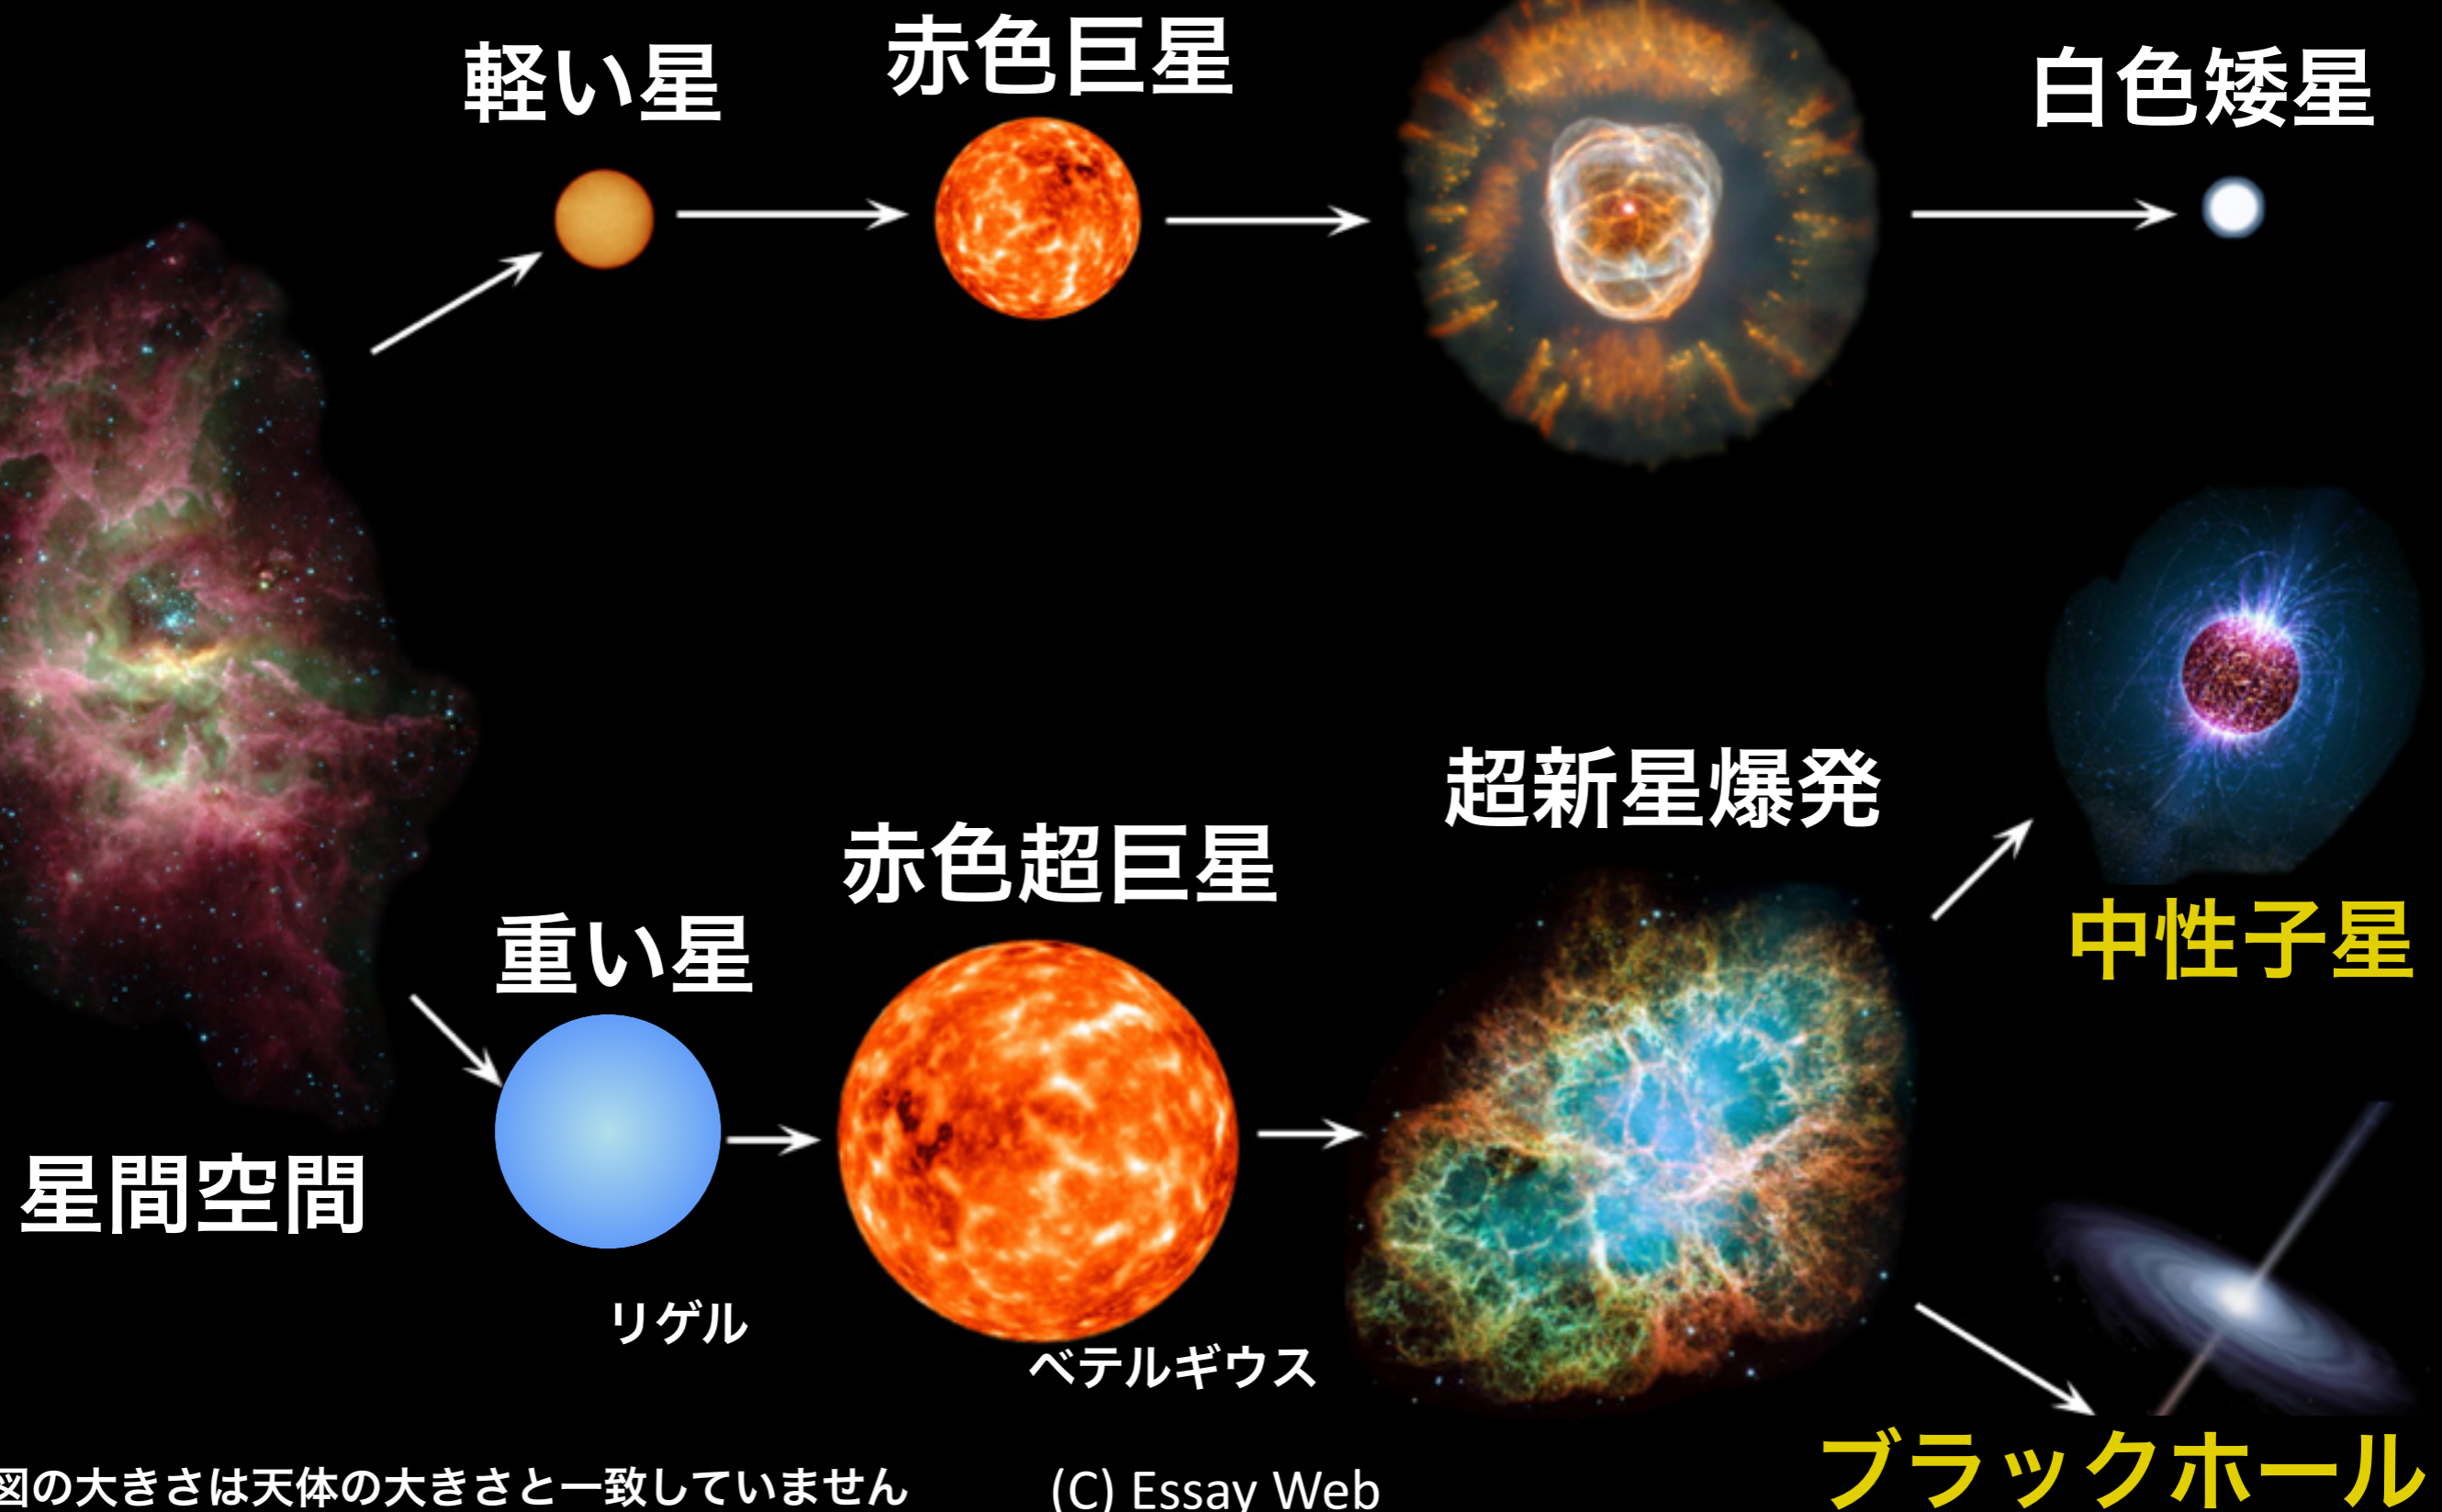 軽い星
赤色巨星
白色矮星
超新星爆発
赤色超巨星
中性子星
重い星
星間空間
リゲル
ベテルギウス
ブラックホール
図の大きさは天体の大きさと一致していません
(C) Essay Web